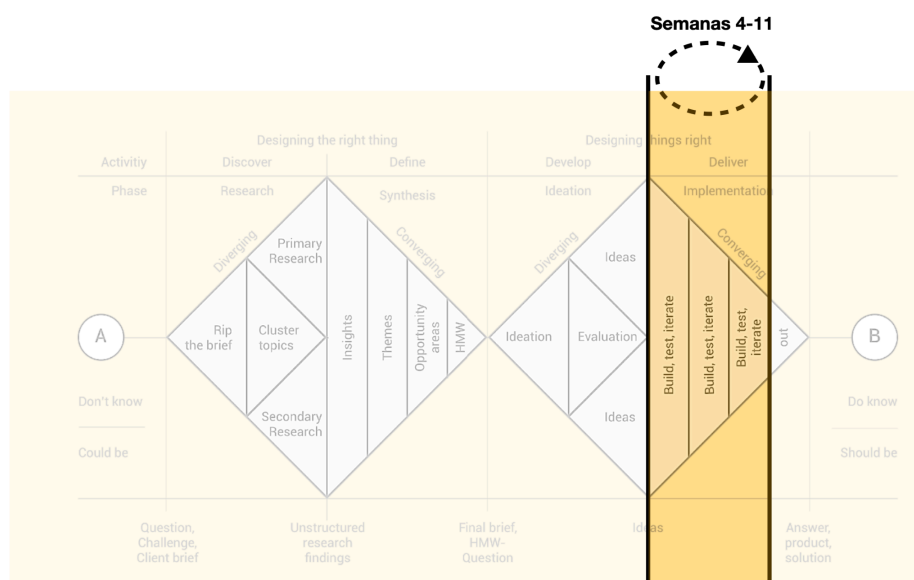 Semanas 4-11
Designing the right thing
Designing things right
Activitiy
Discover
Define
Develop
Deliver
Phase
Research
Synthesis
Ideation
Implementation
Diverging
Converging
Diverging
Converging
Primary
Research
Rip
the brief
Cluster
topics
Secondary
Research
Insights
Themes
Opportunity
areas
HMW
Ideas
Ideation
Evaluation
Ideas
Build, test, iterate
Build, test, iterate
Build, test,
iterate
out
A
B
Don't know
Could be
Do know
Should be
Question,
Challenge,
Client brief
Unstructured
research
findings
Final brief,
HMW-
Question
Ideas
Answer,
product,
solution